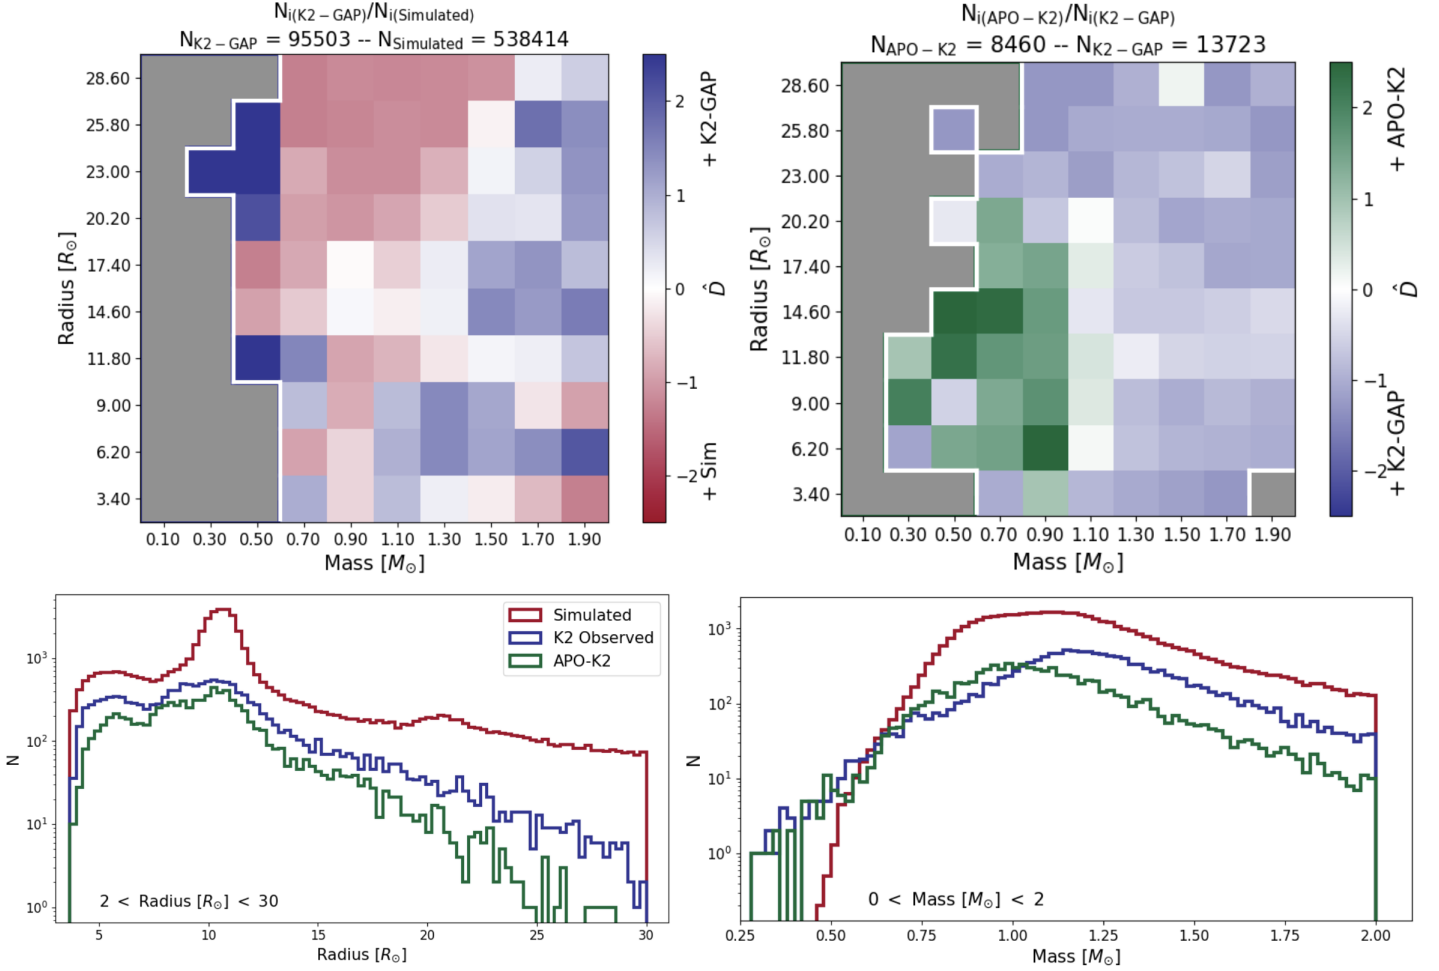 N_i(K2 − GAP)/N_i(Simulated)
N_K2 − GAP = 95503 -- N_Simulated = 538414
28.60
25.80
23.00
20.20
17.40
14.60
11.80
9.00
6.20
3.40
Radius [R☉]
0.10 0.30 0.50 0.70 0.90 1.10 1.30 1.50 1.70 1.90
Mass [M☉]
2
1
0
−1
−2
+ K2-GAP
D̂
+ Sim
N_i(APO − K2)/N_i(K2 − GAP)
N_APO − K2 = 8460 -- N_K2 − GAP = 13723
28.60
25.80
23.00
20.20
17.40
14.60
11.80
9.00
6.20
3.40
Radius [R☉]
0.10 0.30 0.50 0.70 0.90 1.10 1.30 1.50 1.70 1.90
Mass [M☉]
2
1
0
−1
−2
+ APO-K2
D̂
+ K2-GAP
Simulated
K2 Observed
APO-K2
10³
10²
10¹
10⁰
N
2 < Radius [R☉] < 30
5 10 15 20 25 30
Radius [R☉]
10³
10²
10¹
10⁰
N
0 < Mass [M☉] < 2
0.25 0.50 0.75 1.00 1.25 1.50 1.75 2.00
Mass [M☉]